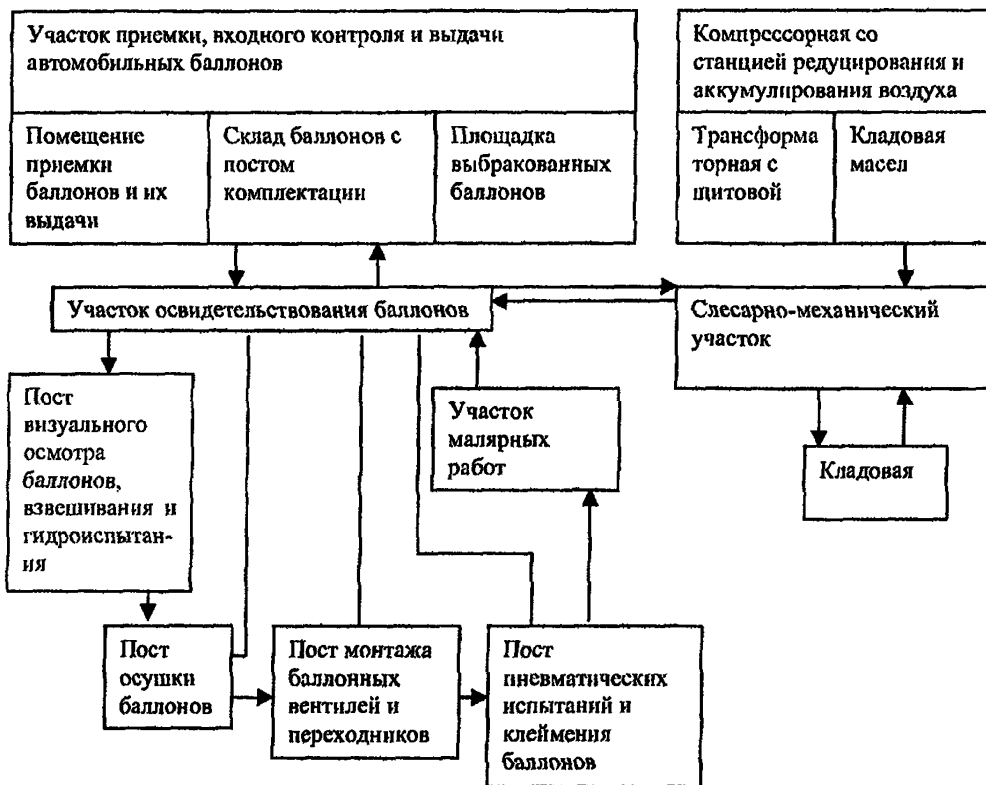 Участок приемки, входного контроля и выдачи
автомобильных баллонов
Помещение
приемки
баллонов и их
выдачи
Склад баллонов с
постом
комплектации
Площадка
выбракованных
баллонов
Компрессорная со
станцией редуцирования и
аккумулирования воздуха
Трансформа
торная с
щитовой
Кладовая
масел
Участок освидетельствования баллонов
Слесарно-механический
участок
Пост
визуального
осмотра
баллонов,
взвешивания и
гидроиспытан-
ия
Участок
малярных
работ
Кладовая
Пост
осушки
баллонов
Пост монтажа
баллонных
вентилей и
переходников
Пост
пневматических
испытаний и
клеймения
баллонов